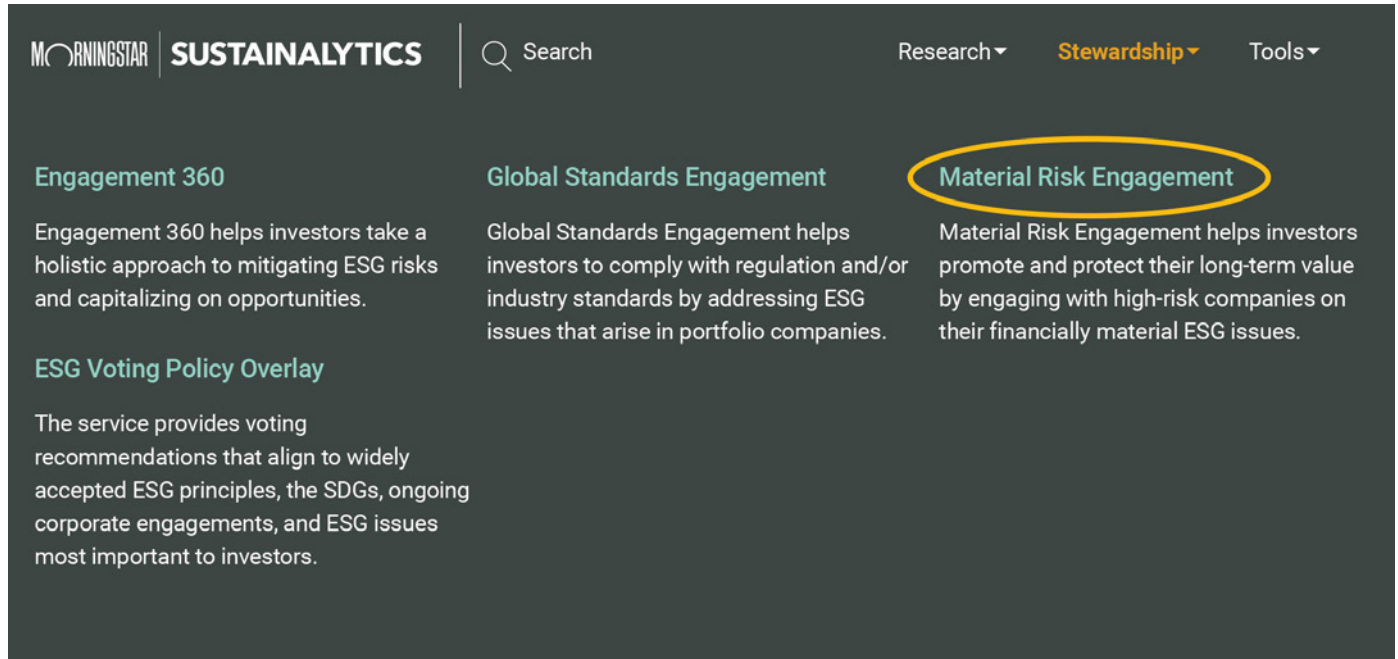 MORNINGSTAR SUSTAINALYTICS Search Research Stewardship Tools
Engagement 360
Engagement 360 helps investors take a
holistic approach to mitigating ESG risks
and capitalizing on opportunities.
ESG Voting Policy Overlay
The service provides voting
recommendations that align to widely
accepted ESG principles, the SDGs, ongoing
corporate engagements, and ESG issues
most important to investors.
Global Standards Engagement
Global Standards Engagement helps
investors to comply with regulation and/or
industry standards by addressing ESG
issues that arise in portfolio companies.
Material Risk Engagement
Material Risk Engagement helps investors
promote and protect their long-term value
by engaging with high-risk companies on
their financially material ESG issues.